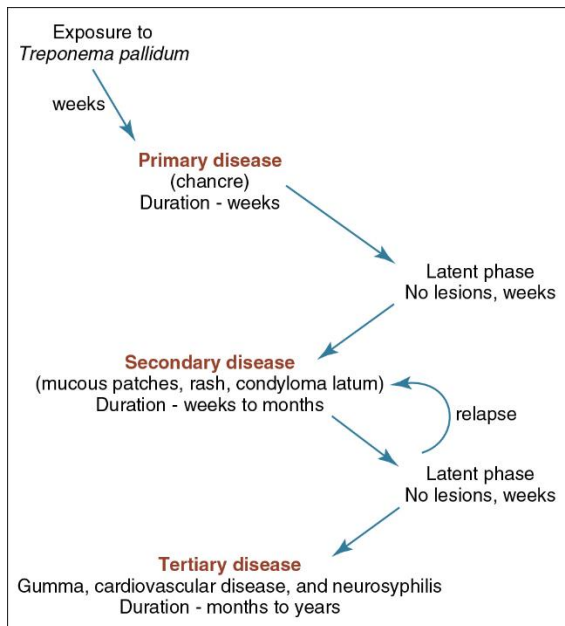 Exposure to
Treponema pallidum
weeks
Primary disease
(chancre)
Duration - weeks
Latent phase
No lesions, weeks
Secondary disease
(mucous patches, rash, condyloma latum)
Duration - weeks to months
relapse
Latent phase
No lesions, weeks
Tertiary disease
Gumma, cardiovascular disease, and neurosyphilis
Duration - months to years